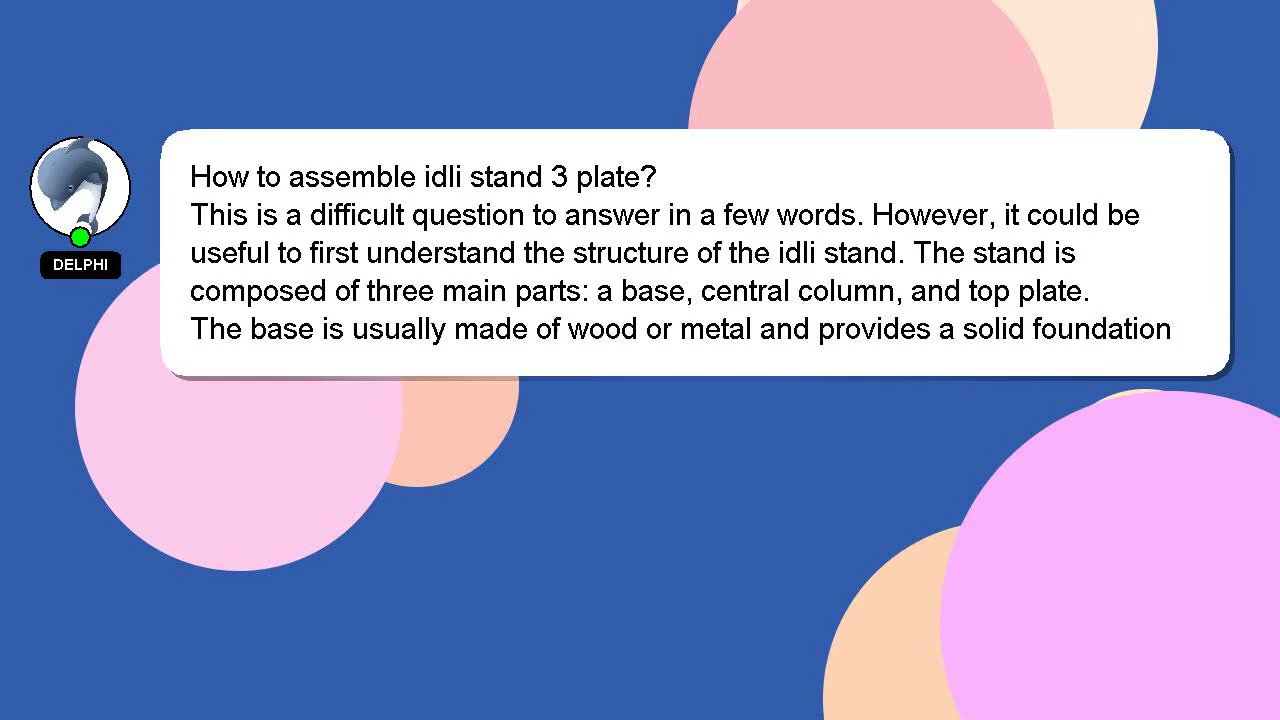 How to assemble idli stand 3 plate?
This is a difficult question to answer in a few words. However, it could be
useful to first understand the structure of the idli stand. The stand is
composed of three main parts: a base, central column, and top plate.
The base is usually made of wood or metal and provides a solid foundation
DELPHI